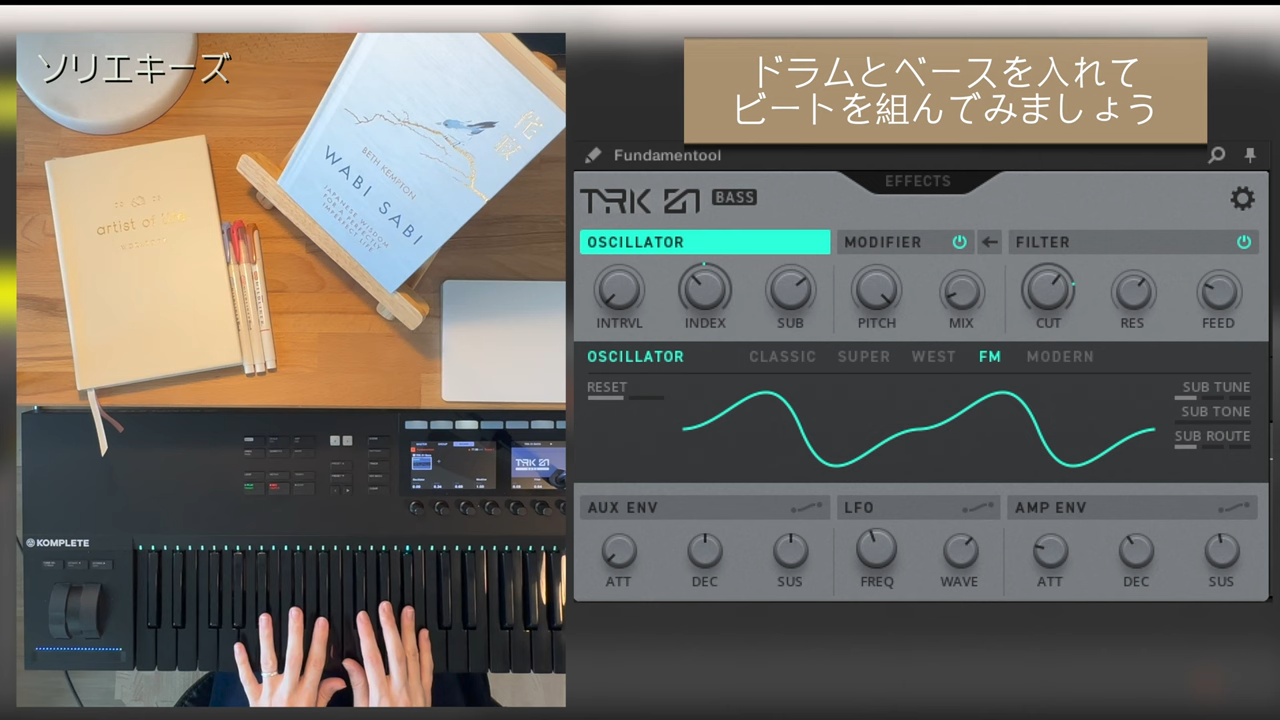 ソリエキーズ
侘
寂
BETH KEMPTON
WABI SABI
JAPANESE WISDOM
FOR A PERFECTLY
IMPERFECT LIFE
artist of
KOMPLETE
TRK 01
ドラムとベースを入れて
ビートを組んでみましょう
Fundamentool
EFFECTS
TRK 01 BASS
OSCILLATOR MODIFIER FILTER
INTRVL INDEX SUB PITCH MIX CUT RES FEED
OSCILLATOR CLASSIC SUPER WEST FM MODERN
RESET SUB TUNE
SUB TONE
SUB ROUTE
AUX ENV LFO AMP ENV
ATT DEC SUS FREQ WAVE ATT DEC SUS